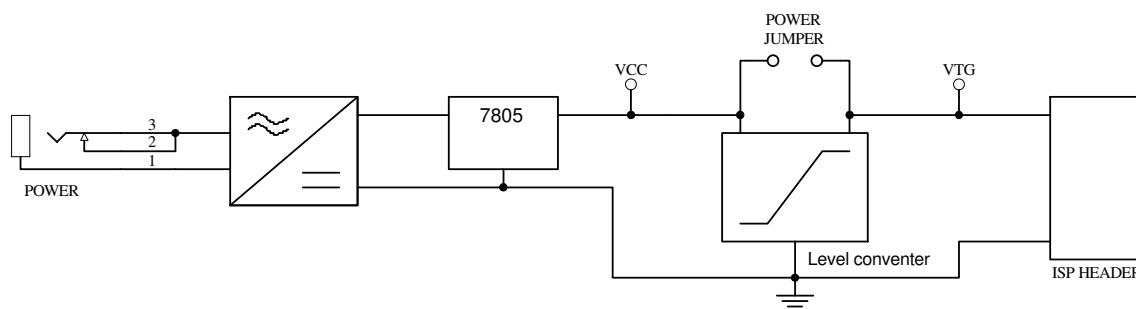 POWER
JUMPER
VCC
VTG
7805
3
2
1
POWER
Level conventer
ISP HEADER